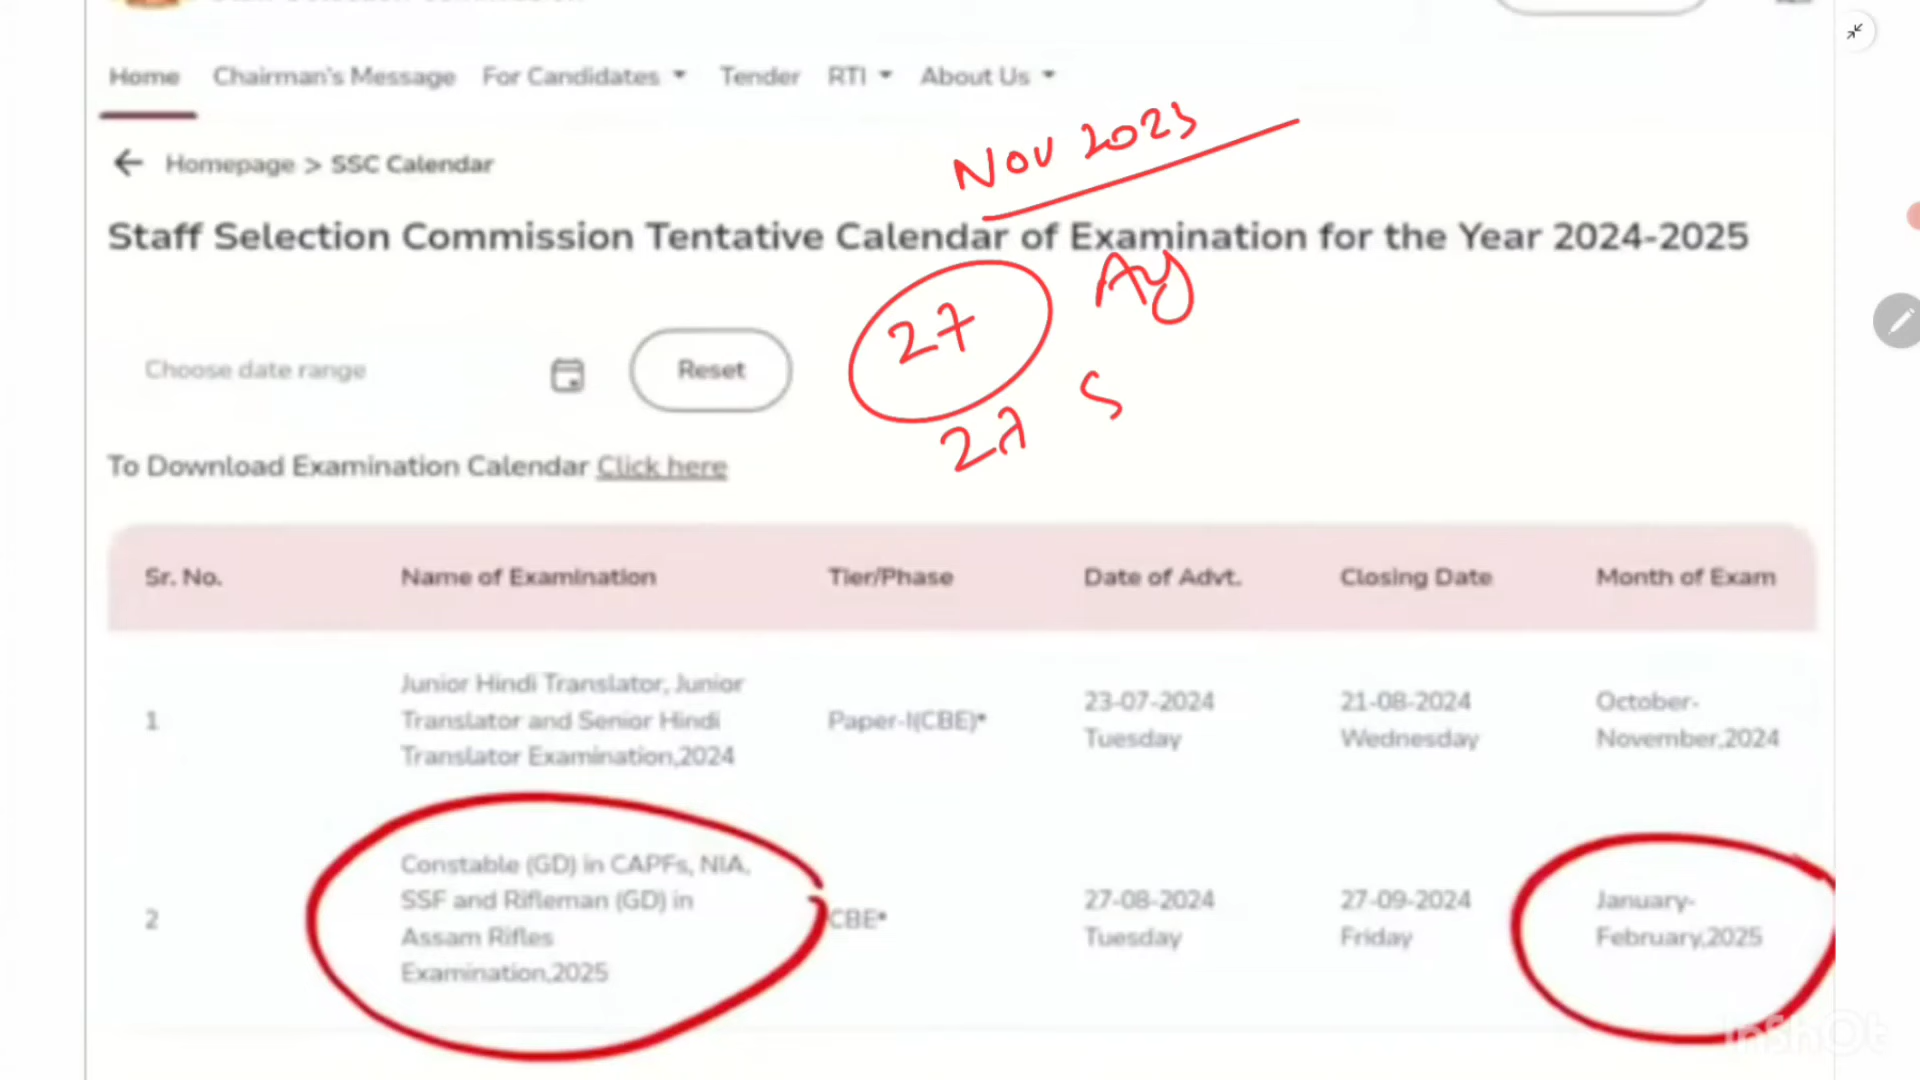 Home Chairman's Message For Candidates Tender RTI About Us
Nov 2023
Homepage > SSC Calendar
Staff Selection Commission Tentative Calendar of Examination for the Year 2024-2025
27 Ag
Choose date range Reset
27 S
To Download Examination Calendar Click here
Sr. No. Name of Examination Tier/Phase Date of Advt. Closing Date Month of Exam
1 Junior Hindi Translator, Junior Translator and Senior Hindi Translator Examination,2024 Paper-I(CBE)* 23-07-2024 Tuesday 21-08-2024 Wednesday October-November,2024
2 Constable (GD) in CAPFs, NIA, SSF and Rifleman (GD) in Assam Rifles Examination,2025 CBE* 27-08-2024 Tuesday 27-09-2024 Friday January-February,2025
InShOt